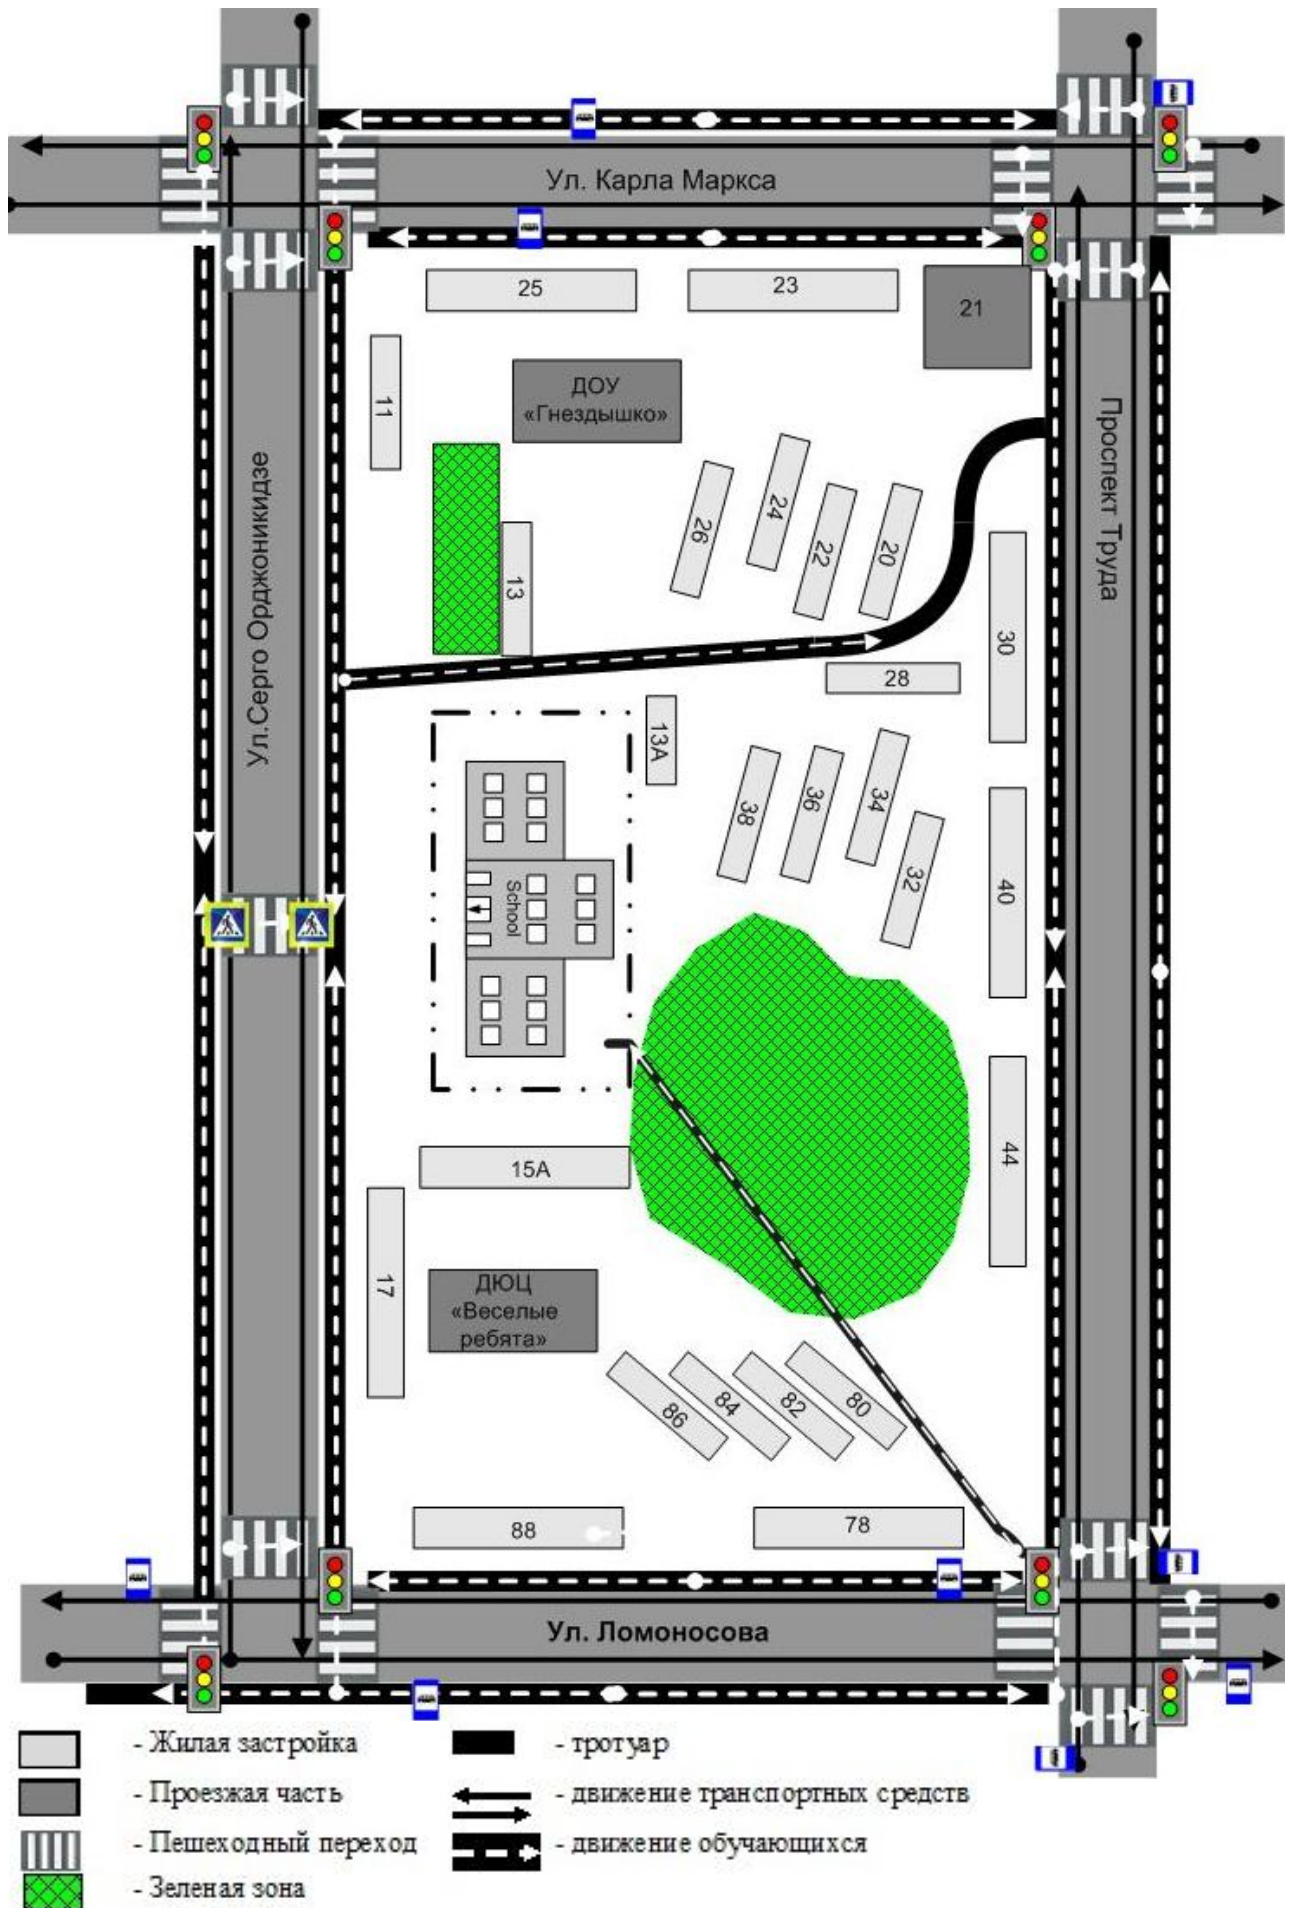 Ул. Карла Маркса
25
23
21
11
ДОУ
«Гнездышко»
Проспект Труда
Ул.Серго Орджоникидзе
26
24
22
20
13
30
28
13А
38
36
34
32
40
School
44
15А
17
ДЮЦ
«Веселые
ребята»
86
84
82
80
88
78
Ул. Ломоносова
- Жилая застройка
- тротуар
- Проезжая часть
- движение транспортных средств
- Пешеходный переход
- движение обучающихся
- Зеленая зона